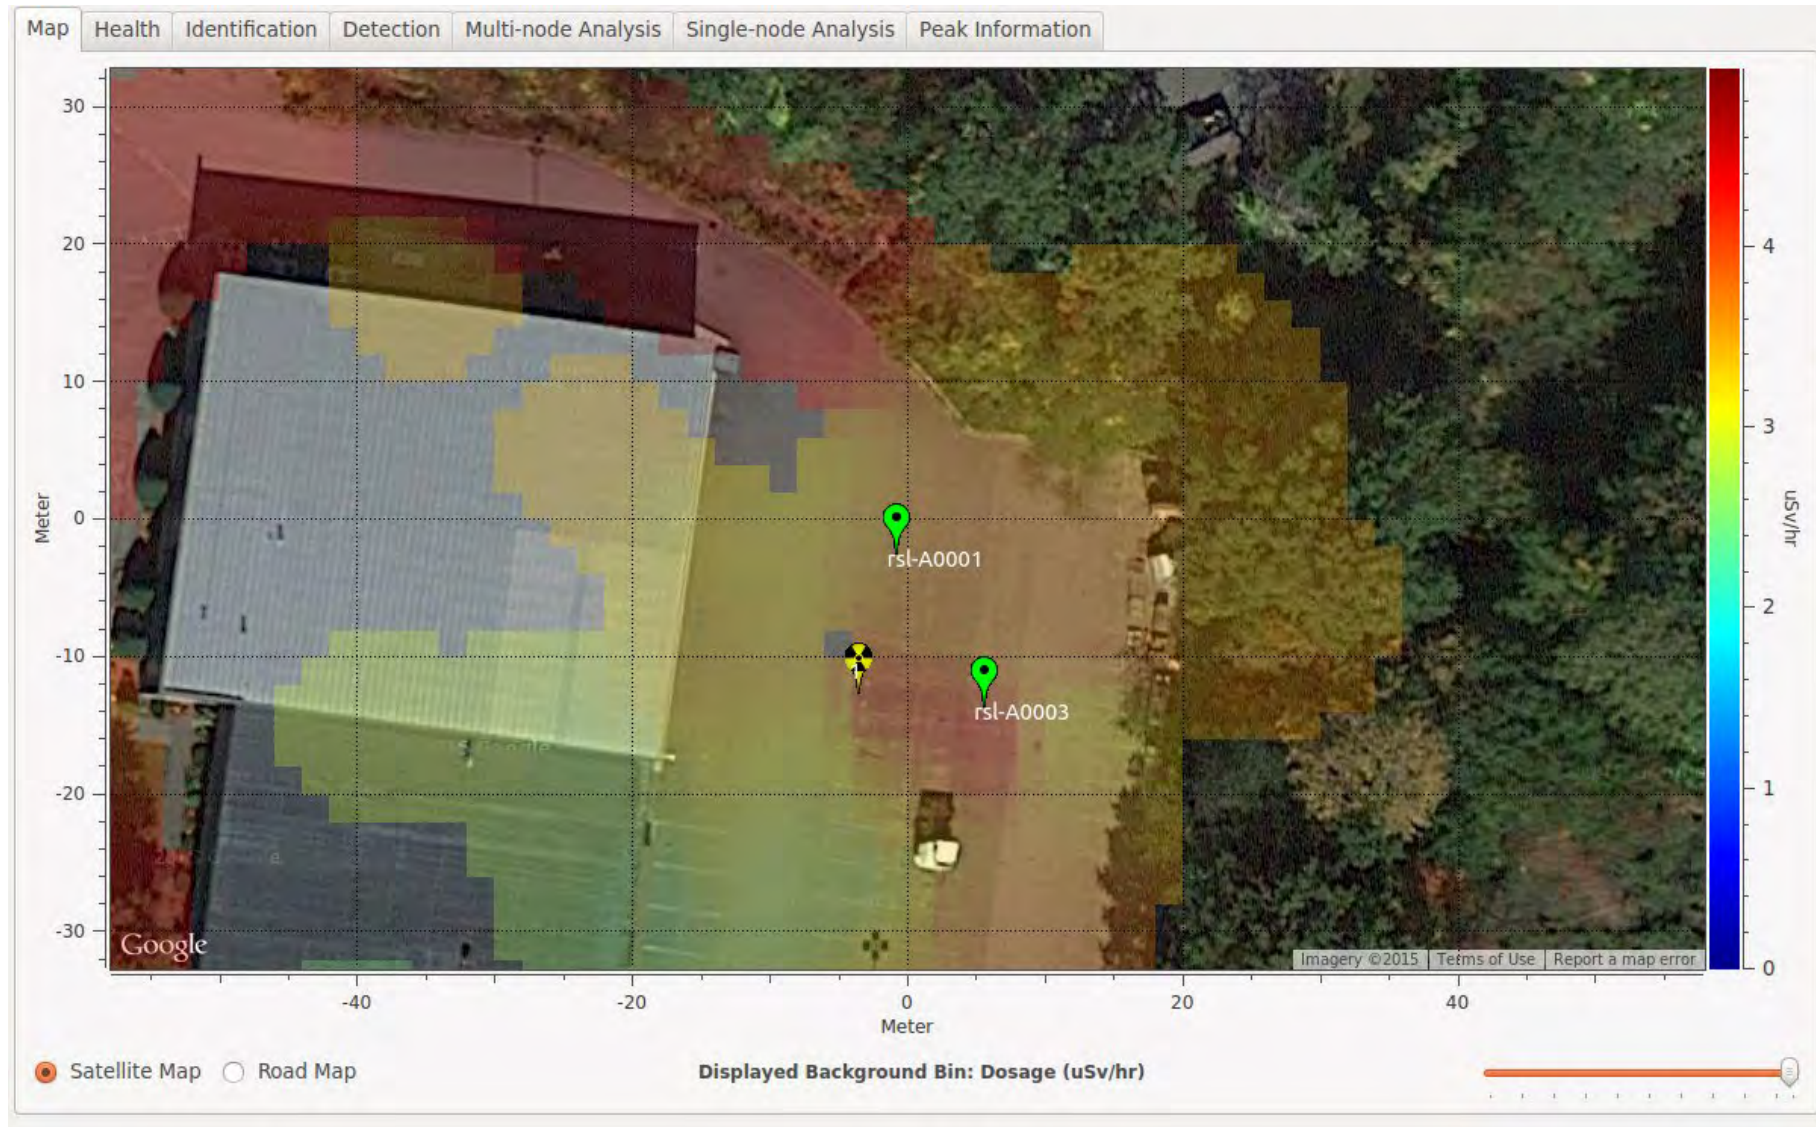 Map Health Identification Detection Multi-node Analysis Single-node Analysis Peak Information
30
20
10
0
-10
-20
-30
Meter
rsl-A0001
1
rsl-A0003
Google
Google
Imagery ©2015 Terms of Use Report a map error
-40 -20 0 20 40
Meter
4
3
2
1
0
uSv/hr
Satellite Map Road Map
Displayed Background Bin: Dosage (uSv/hr)